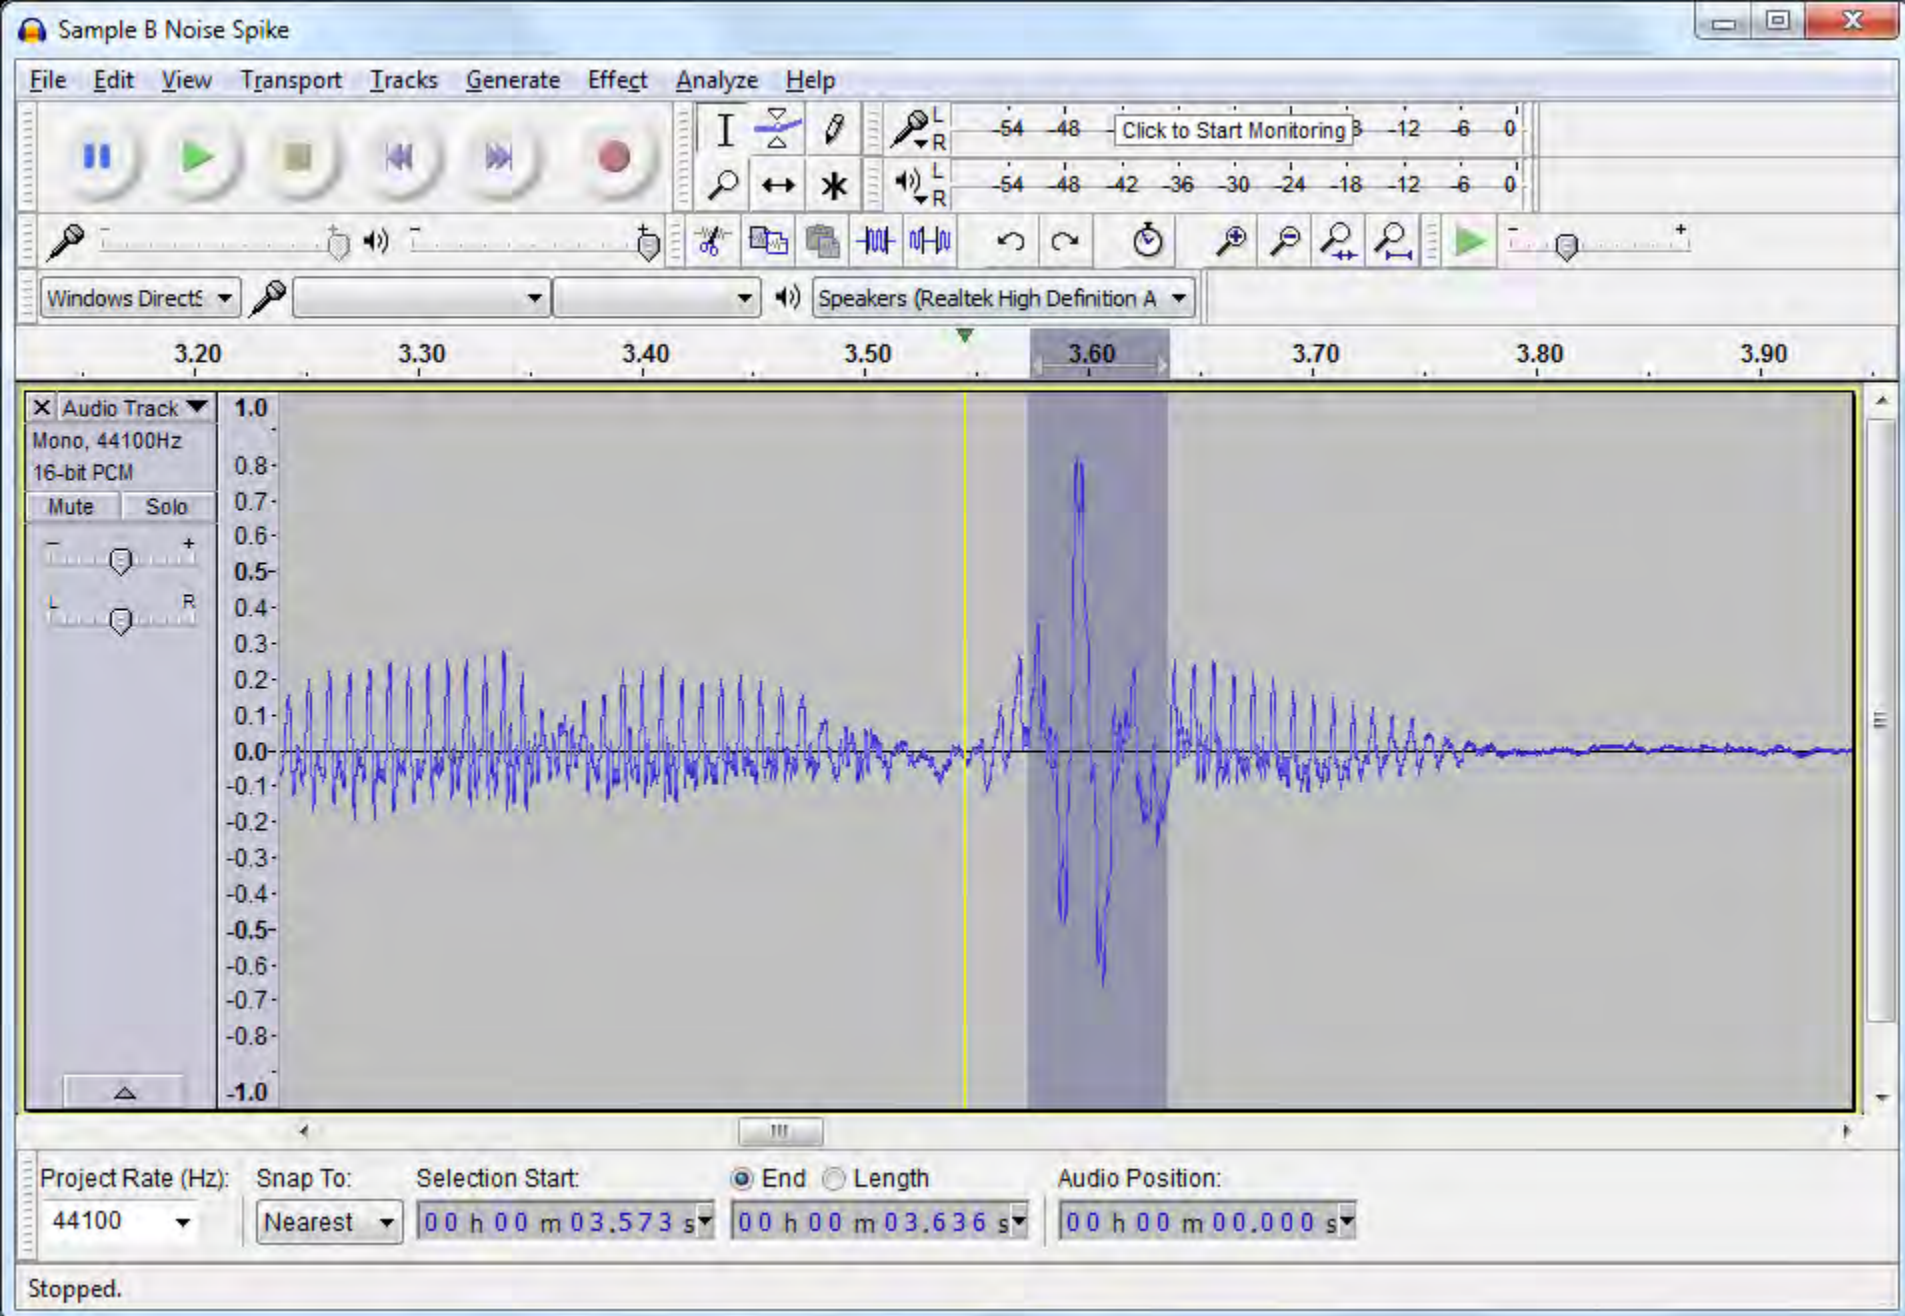 Sample B Noise Spike
File Edit View Transport Tracks Generate Effect Analyze Help
L
R
-54 -48 Click to Start Monitoring -12 -6 0
L
R
-54 -48 -42 -36 -30 -24 -18 -12 -6 0
- + - +
- +
Windows DirectS Speakers (Realtek High Definition A
3.20 3.30 3.40 3.50 3.60 3.70 3.80 3.90
X Audio Track
Mono, 44100Hz
16-bit PCM
Mute Solo
- +
L R
1.0
0.8
0.7
0.6
0.5
0.4
0.3
0.2
0.1
0.0
-0.1
-0.2
-0.3
-0.4
-0.5
-0.6
-0.7
-0.8
-1.0
Project Rate (Hz): Snap To: Selection Start: End Length Audio Position:
44100 Nearest 00 h 00 m 03.573 s 00 h 00 m 03.636 s 00 h 00 m 00.000 s
Stopped.